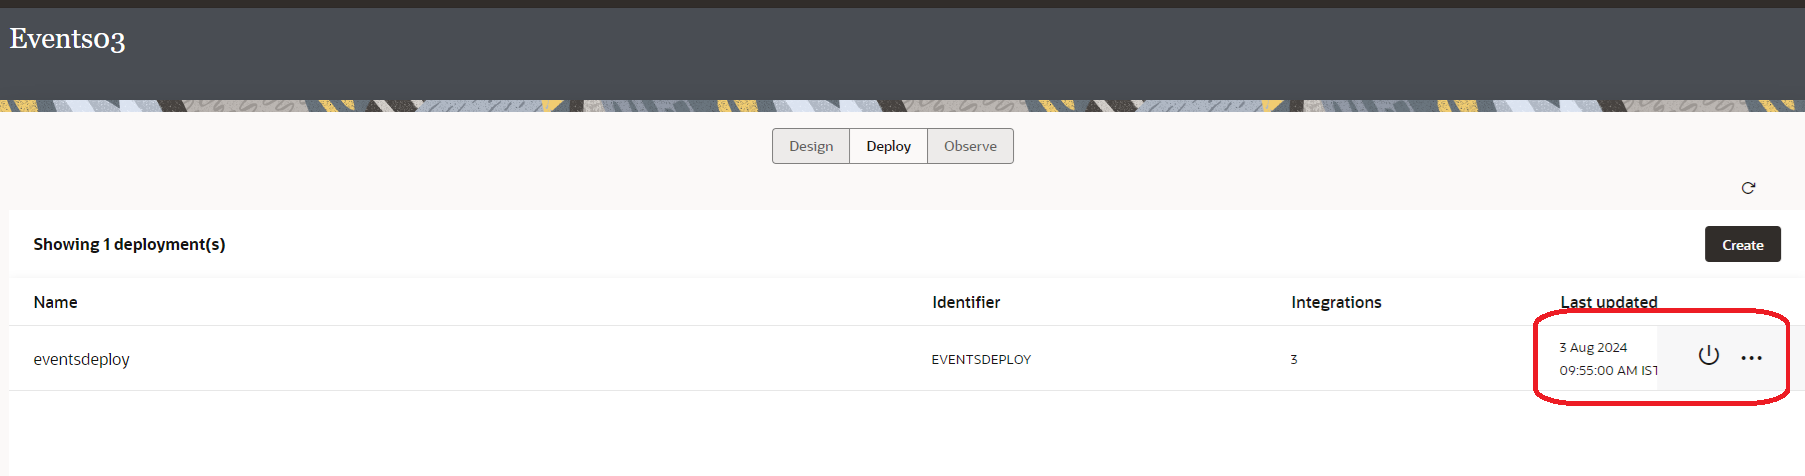 Events03
Design Deploy Observe
Showing 1 deployment(s)
Create
Name Identifier Integrations Last updated
eventsdeploy EVENTSDEPLOY 3 3 Aug 2024
09:55:00 AM IST